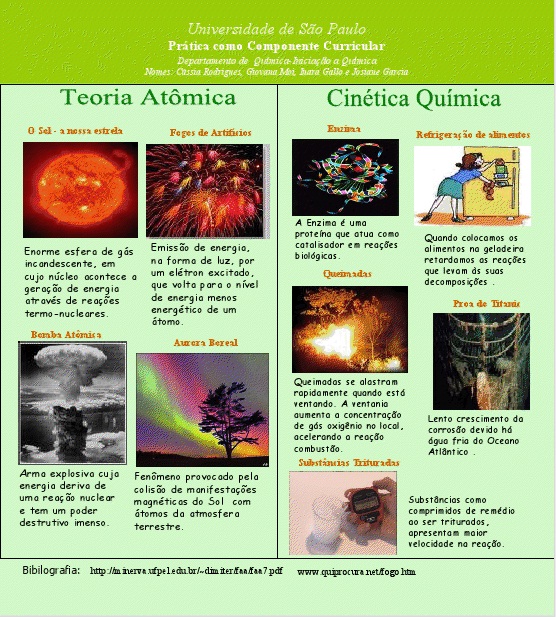 Universidade de São Paulo
Prática como Componente Curricular
Departamento de Química-Iniciação a Química
Nomes: Cássia Rodrigues, Giovana Moi, Inara Gallo e Josiane Garcia
Teoria Atômica
O Sol - a nossa estrela
Fogos de Artifícios
Enorme esfera de gás
incandescente, em
cujo núcleo acontece a
geração de energia
através de reações
termo-nucleares.
Emissão de energia,
na forma de luz, por
um elétron excitado,
que volta para o nível
de energia menos
energético de um
átomo.
Bomba Atômica
Aurora Boreal
Arma explosiva cuja
energia deriva de
uma reação nuclear
e tem um poder
destrutivo imenso.
Fenômeno provocado pela
colisão de manifestações
magnéticas do Sol com
átomos da atmosfera
terrestre.
Cinética Química
Enzima
Refrigeração de alimentos
A Enzima é uma
proteína que atua como
catalisador em reações
biológicas.
Quando colocamos os
alimentos na geladeira
retardamos as reações
que levam às suas
decomposições .
Queimadas
Proa do Titanic
Queimadas se alastram
rapidamente quando está
ventando. A ventania
aumenta a concentração
de gás oxigênio no local,
acelerando a reação
combustão.
Lento crescimento da
corrosão devido há
água fria do Oceano
Atlântico .
Substâncias Trituradas
Substâncias como
comprimidos de remédio
ao ser triturados,
apresentam maior
velocidade na reação.
Bibilografia: http://minerva.ufpel.edu.br/~dimiter/faa/faa7.pdf www.quiprocura.net/fogo.htm